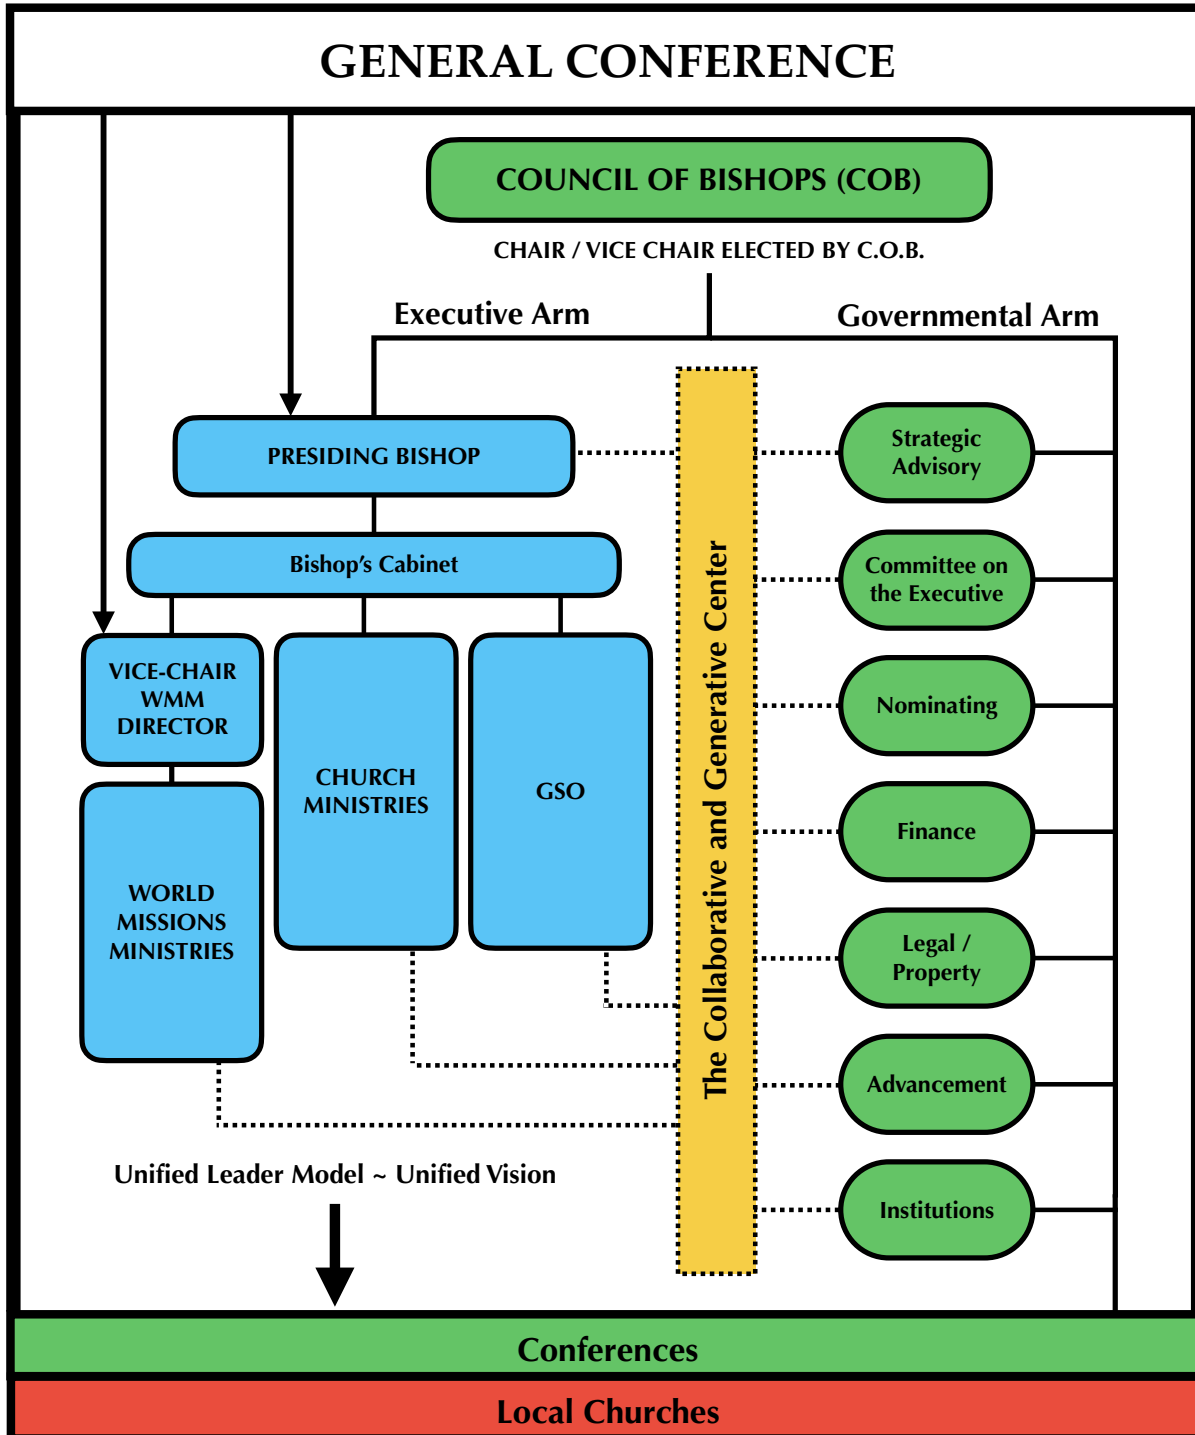 GENERAL CONFERENCE
COUNCIL OF BISHOPS (COB)
CHAIR / VICE CHAIR ELECTED BY C.O.B.
Executive Arm
Governmental Arm
PRESIDING BISHOP
Bishop’s Cabinet
VICE-CHAIR
WMM
DIRECTOR
WORLD
MISSIONS
MINISTRIES
CHURCH
MINISTRIES
GSO
The Collaborative and Generative Center
Strategic
Advisory
Committee on
the Executive
Nominating
Finance
Legal /
Property
Advancement
Institutions
Unified Leader Model ~ Unified Vision
Conferences
Local Churches